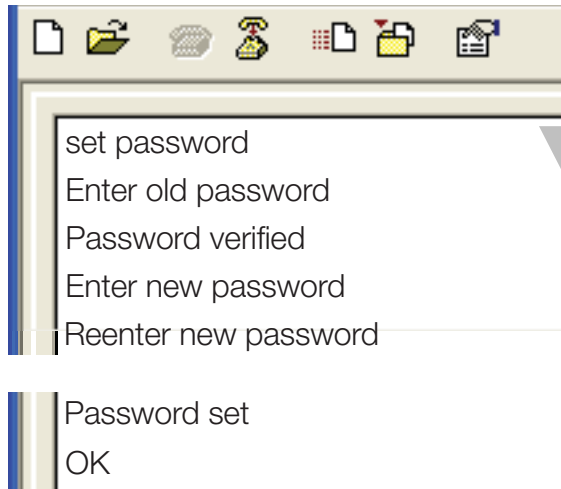 set password
Enter old password
Password verified
Enter new password
Reenter new password
Password set
OK